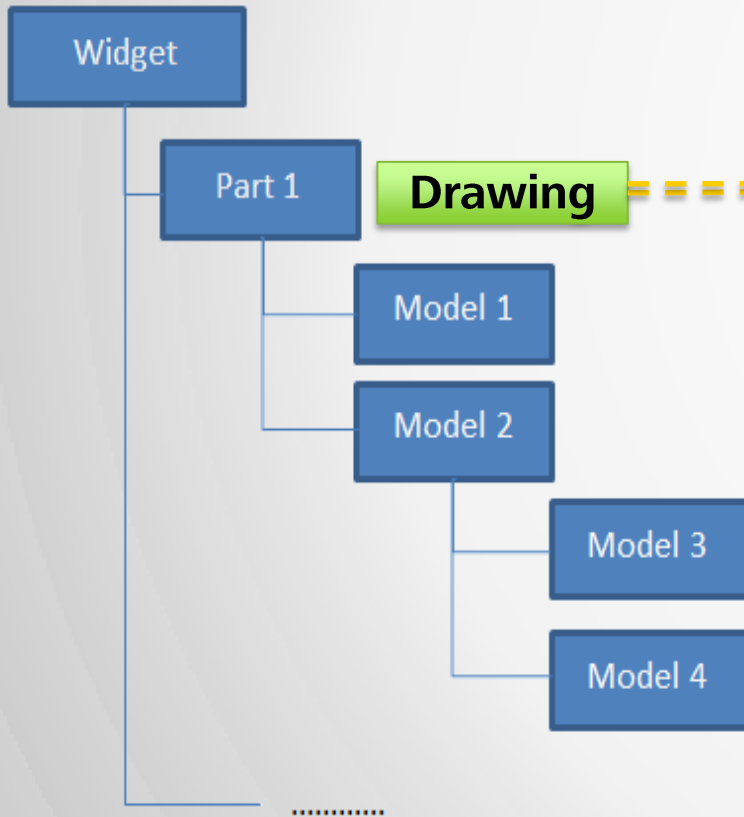 Widget
Part 1
Drawing
Model 1
Model 2
Model 3
Model 4
............